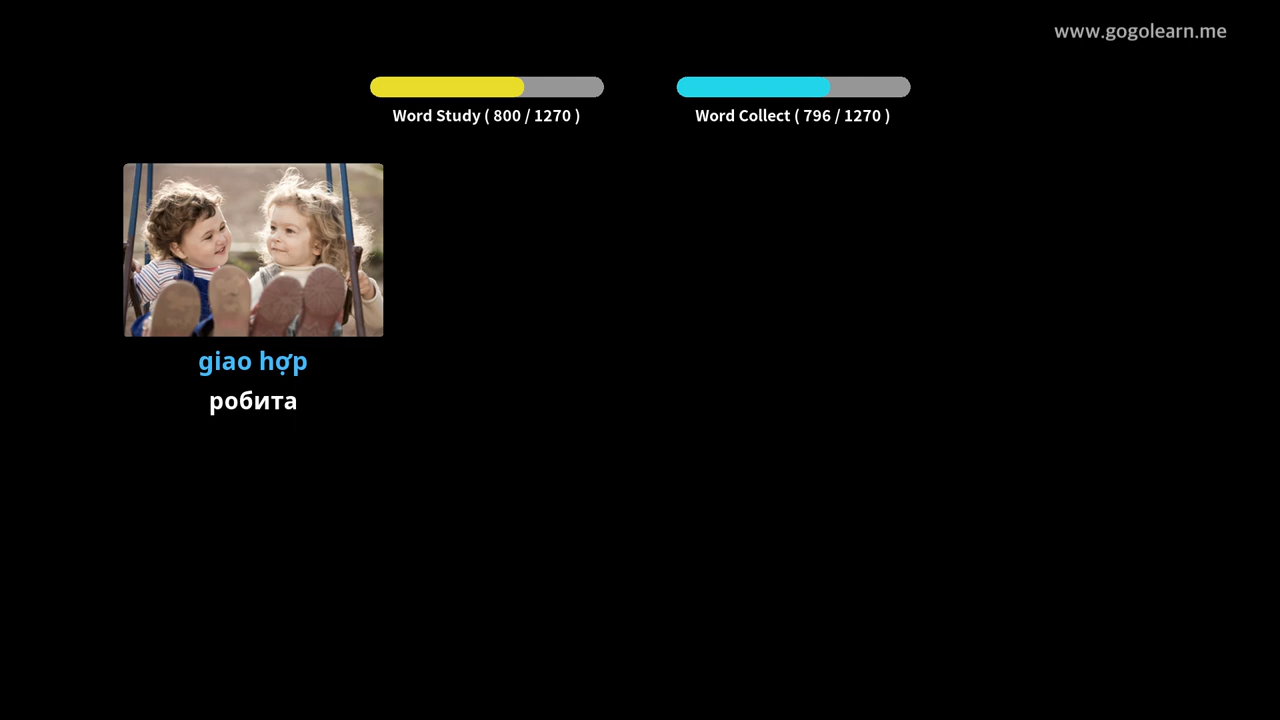 www.gogolearn.me
Word Study ( 800 / 1270 )
Word Collect ( 796 / 1270 )
giao hợp
робита